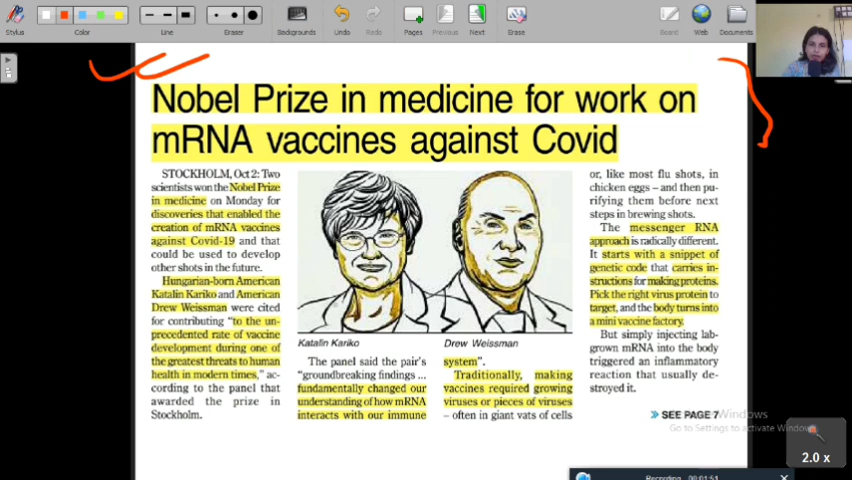 Stylus
Color
Line
Eraser
Backgrounds
Undo
Redo
Pages
Previous
Next
Erase
Board
Web
Documents
Nobel Prize in medicine for work on
mRNA vaccines against Covid
STOCKHOLM, Oct 2: Two
scientists won the Nobel Prize
in medicine on Monday for
discoveries that enabled the
creation of mRNA vaccines
against Covid-19 and that
could be used to develop
other shots in the future.
Hungarian-born American
Katalin Kariko and American
Drew Weissman were cited
for contributing "to the un-
precedented rate of vaccine
development during one of
the greatest threats to human
health in modern times," ac-
cording to the panel that
awarded the prize in
Stockholm.
Katalin Kariko
Drew Weissman
The panel said the pair's
"groundbreaking findings ...
fundamentally changed our
understanding of how mRNA
interacts with our immune
system".
Traditionally, making
vaccines required growing
viruses or pieces of viruses
– often in giant vats of cells
or, like most flu shots, in
chicken eggs – and then pu-
rifying them before next
steps in brewing shots.
The messenger RNA
approach is radically different.
It starts with a snippet of
genetic code that carries in-
structions for making proteins.
Pick the right virus protein to
target, and the body turns into
a mini vaccine factory.
But simply injecting lab-
grown mRNA into the body
triggered an inflammatory
reaction that usually de-
stroyed it.
SEE PAGE 7
Windows
Go to Settings to activate Windows.
2.0 x
Recording 00:01:51